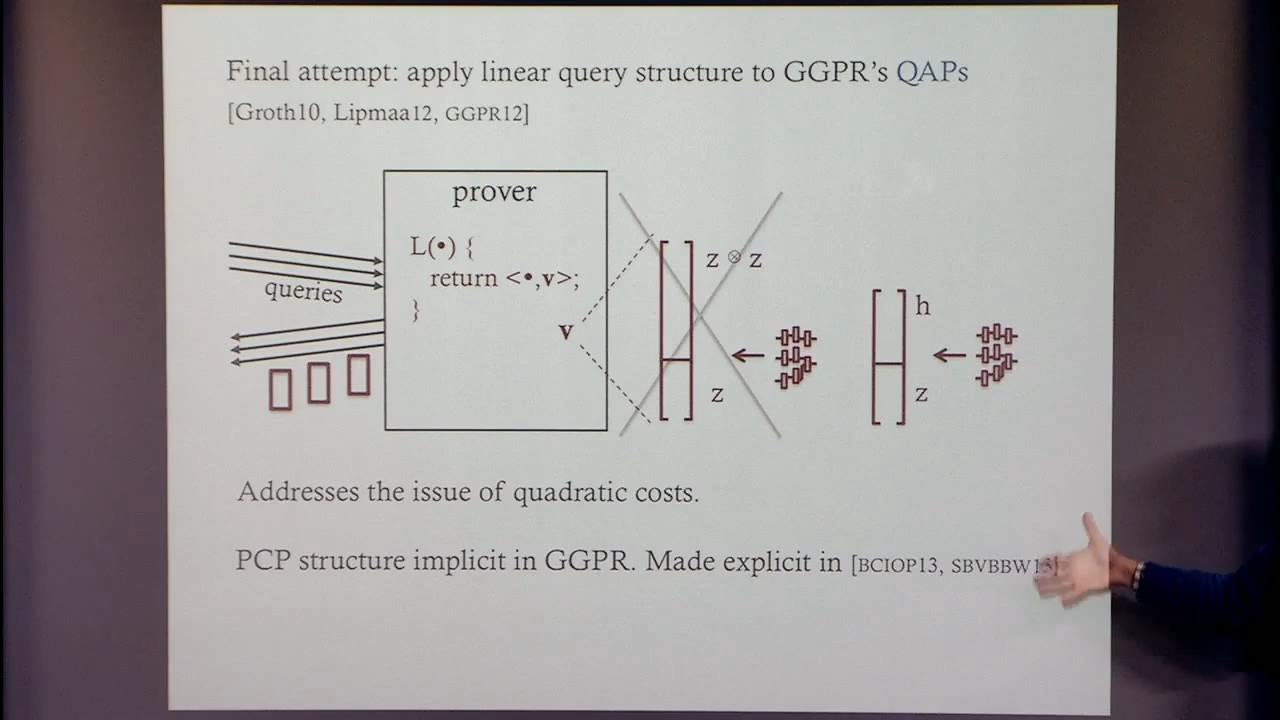 Final attempt: apply linear query structure to GGPR's QAPs
[Groth10, Lipmaa12, GGPR12]
prover
L(•) {
return <•,v>;
}
queries
v
z ⊗ z
z
h
z
Addresses the issue of quadratic costs.
PCP structure implicit in GGPR. Made explicit in [BCIOP13, SBVBBW13]